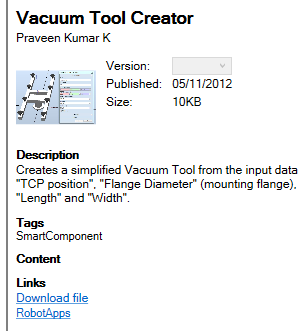 Vacuum Tool Creator
Praveen Kumar K
Version:
Published: 05/11/2012
Size: 10KB
Description
Creates a simplified Vacuum Tool from the input data
"TCP position", "Flange Diameter" (mounting flange),
"Length" and "Width".
Tags
SmartComponent
Content
Links
Download file
RobotApps